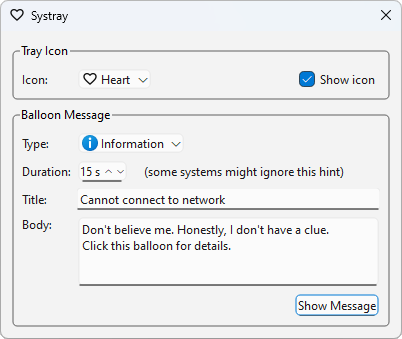 Systray
Tray Icon
Icon: Heart Show icon
Balloon Message
Type: Information
Duration: 15 s (some systems might ignore this hint)
Title: Cannot connect to network
Body: Don't believe me. Honestly, I don't have a clue.
Click this balloon for details.
Show Message